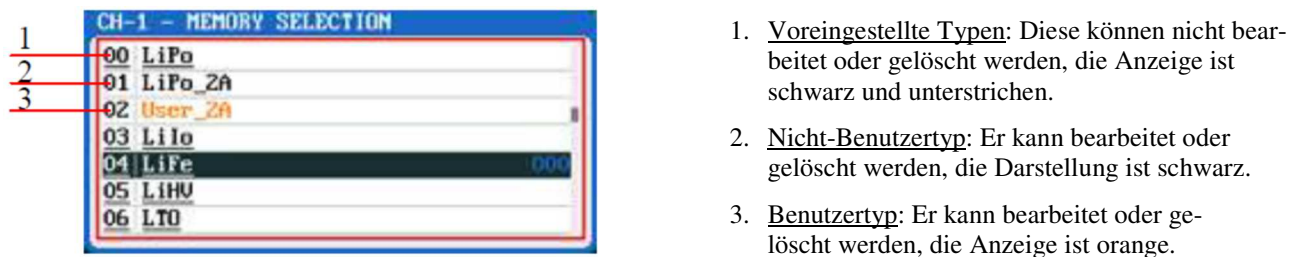 CH-1 - MEMORY SELECTION
1
00 LiPo
2
01 LiPo_ZA
3
02 User_ZA
03 LiIo
04 LiFe 000
05 LiHV
06 LTO
1. Voreingestellte Typen: Diese können nicht bear-
beitet oder gelöscht werden, die Anzeige ist
schwarz und unterstrichen.
2. Nicht-Benutzertyp: Er kann bearbeitet oder
gelöscht werden, die Darstellung ist schwarz.
3. Benutzertyp: Er kann bearbeitet oder ge-
löscht werden, die Anzeige ist orange.